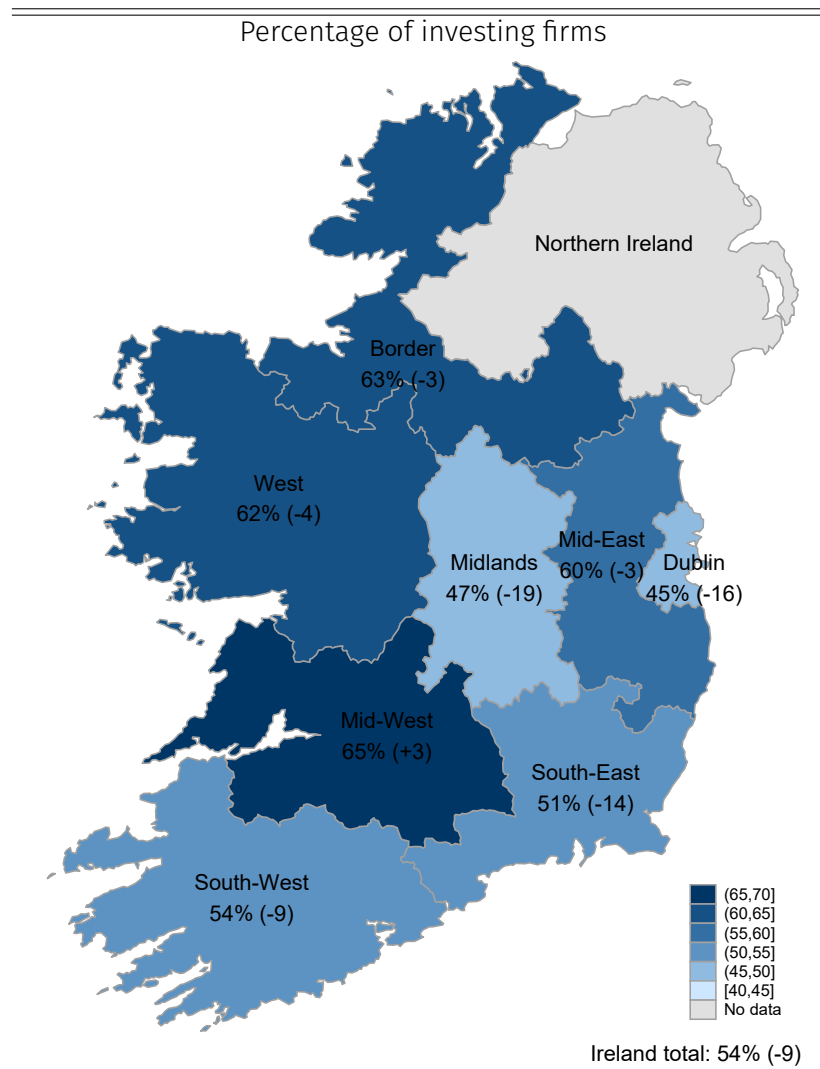 Percentage of investing firms
Northern Ireland
Border
63% (-3)
West
62% (-4)
Mid-East
60% (-3)
Midlands
47% (-19)
Dublin
45% (-16)
Mid-West
65% (+3)
South-East
51% (-14)
South-West
54% (-9)
(65,70]
(60,65]
(55,60]
(50,55]
(45,50]
[40,45]
No data
Ireland total: 54% (-9)